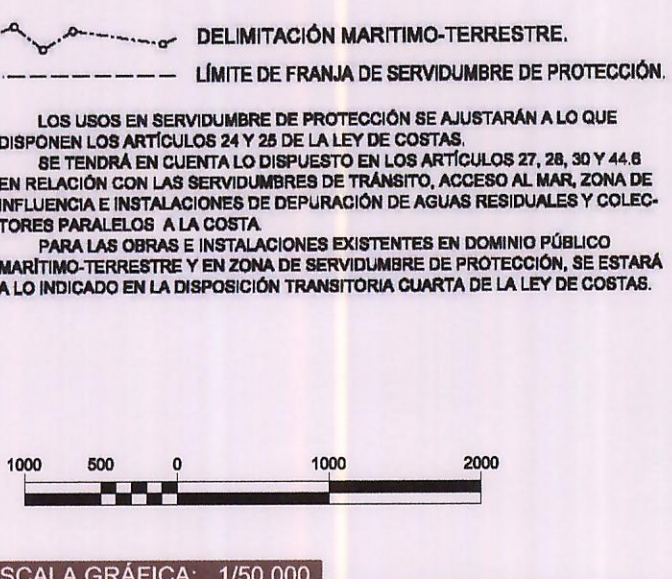 DELIMITACIÓN MARITIMO-TERRESTRE.
LÍMITE DE FRANJA DE SERVIDUMBRE DE PROTECCIÓN.
LOS USOS EN SERVIDUMBRE DE PROTECCIÓN SE AJUSTARÁN A LO QUE
DISPONEN LOS ARTÍCULOS 24 Y 25 DE LA LEY DE COSTAS.
SE TENDRÁ EN CUENTA LO DISPUESTO EN LOS ARTÍCULOS 27, 28, 30 Y 44.6
EN RELACIÓN CON LAS SERVIDUMBRES DE TRÁNSITO, ACCESO AL MAR, ZONA DE
INFLUENCIA E INSTALACIONES DE DEPURACIÓN DE AGUAS RESIDUALES Y COLEC-
TORES PARALELOS A LA COSTA
PARA LAS OBRAS E INSTALACIONES EXISTENTES EN DOMINIO PÚBLICO
MARÍTIMO-TERRESTRE Y EN ZONA DE SERVIDUMBRE DE PROTECCIÓN, SE ESTARÁ
A LO INDICADO EN LA DISPOSICIÓN TRANSITORIA CUARTA DE LA LEY DE COSTAS.
1000 500 0 1000 2000
SCALA GRÁFICA: 1/50.000